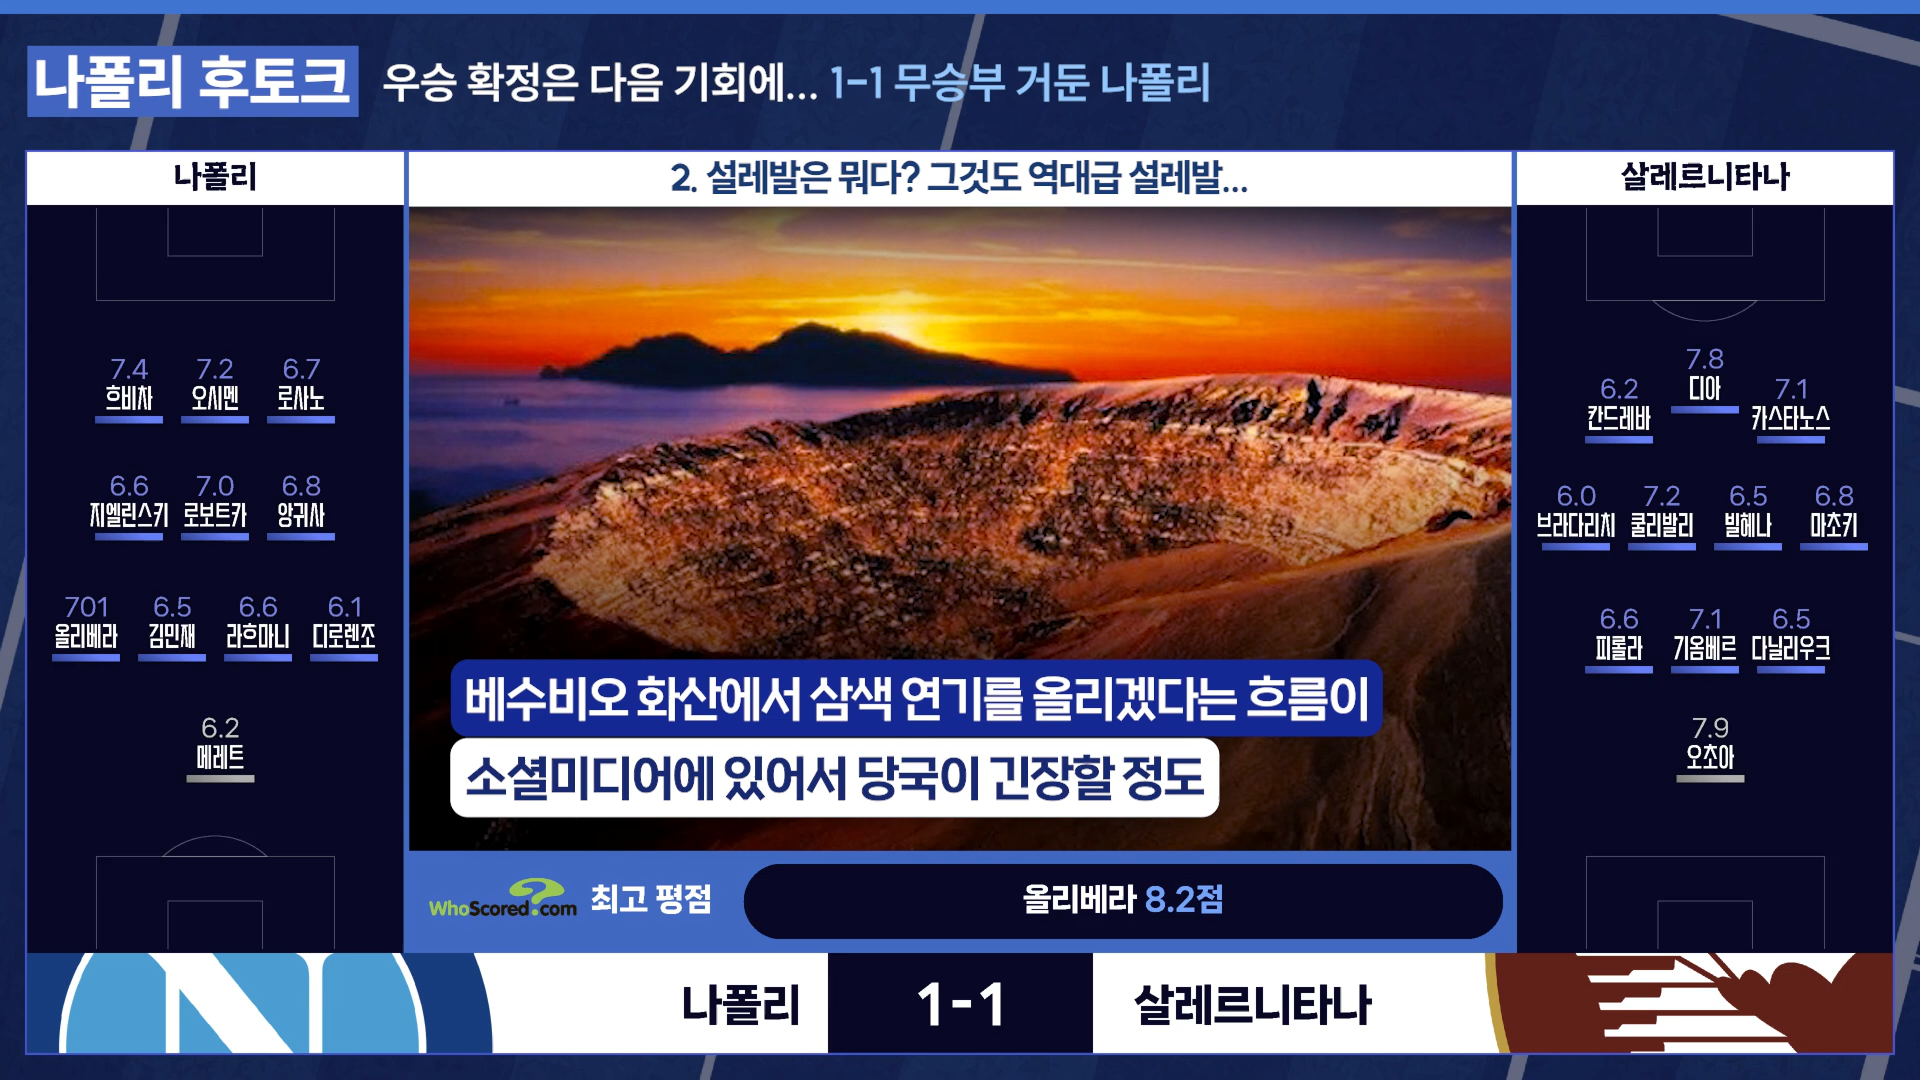 나폴리 후토크
우승 확정은 다음 기회에... 1-1 무승부 거둔 나폴리
나폴리
7.4 7.2 6.7
흐비차 오시멘 로사노
6.6 7.0 6.8
지엘린스키 로보트카 앙귀사
701 6.5 6.6 6.1
올리베라 김민재 라흐마니 디로렌조
6.2
메레트
2. 설레발은 뭐다? 그것도 역대급 설레발...
베수비오 화산에서 삼색 연기를 올리겠다는 흐름이
소셜미디어에 있어서 당국이 긴장할 정도
WhoScored.com 최고 평점
올리베라 8.2점
살레르니타나
7.8
디아
6.2 7.1
칸드레바 카스타노스
6.0 7.2 6.5 6.8
브라다리치 쿨리발리 빌헤나 마초키
6.6 7.1 6.5
피롤라 기옴베르 다닐리우크
7.9
오초아
나폴리 1-1 살레르니타나